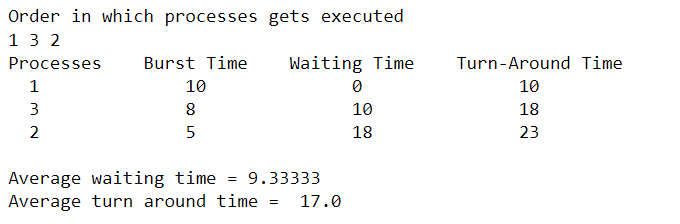 Order in which processes gets executed
1 3 2
Processes Burst Time Waiting Time Turn-Around Time
1 10 0 10
3 8 10 18
2 5 18 23
Average waiting time = 9.33333
Average turn around time = 17.0